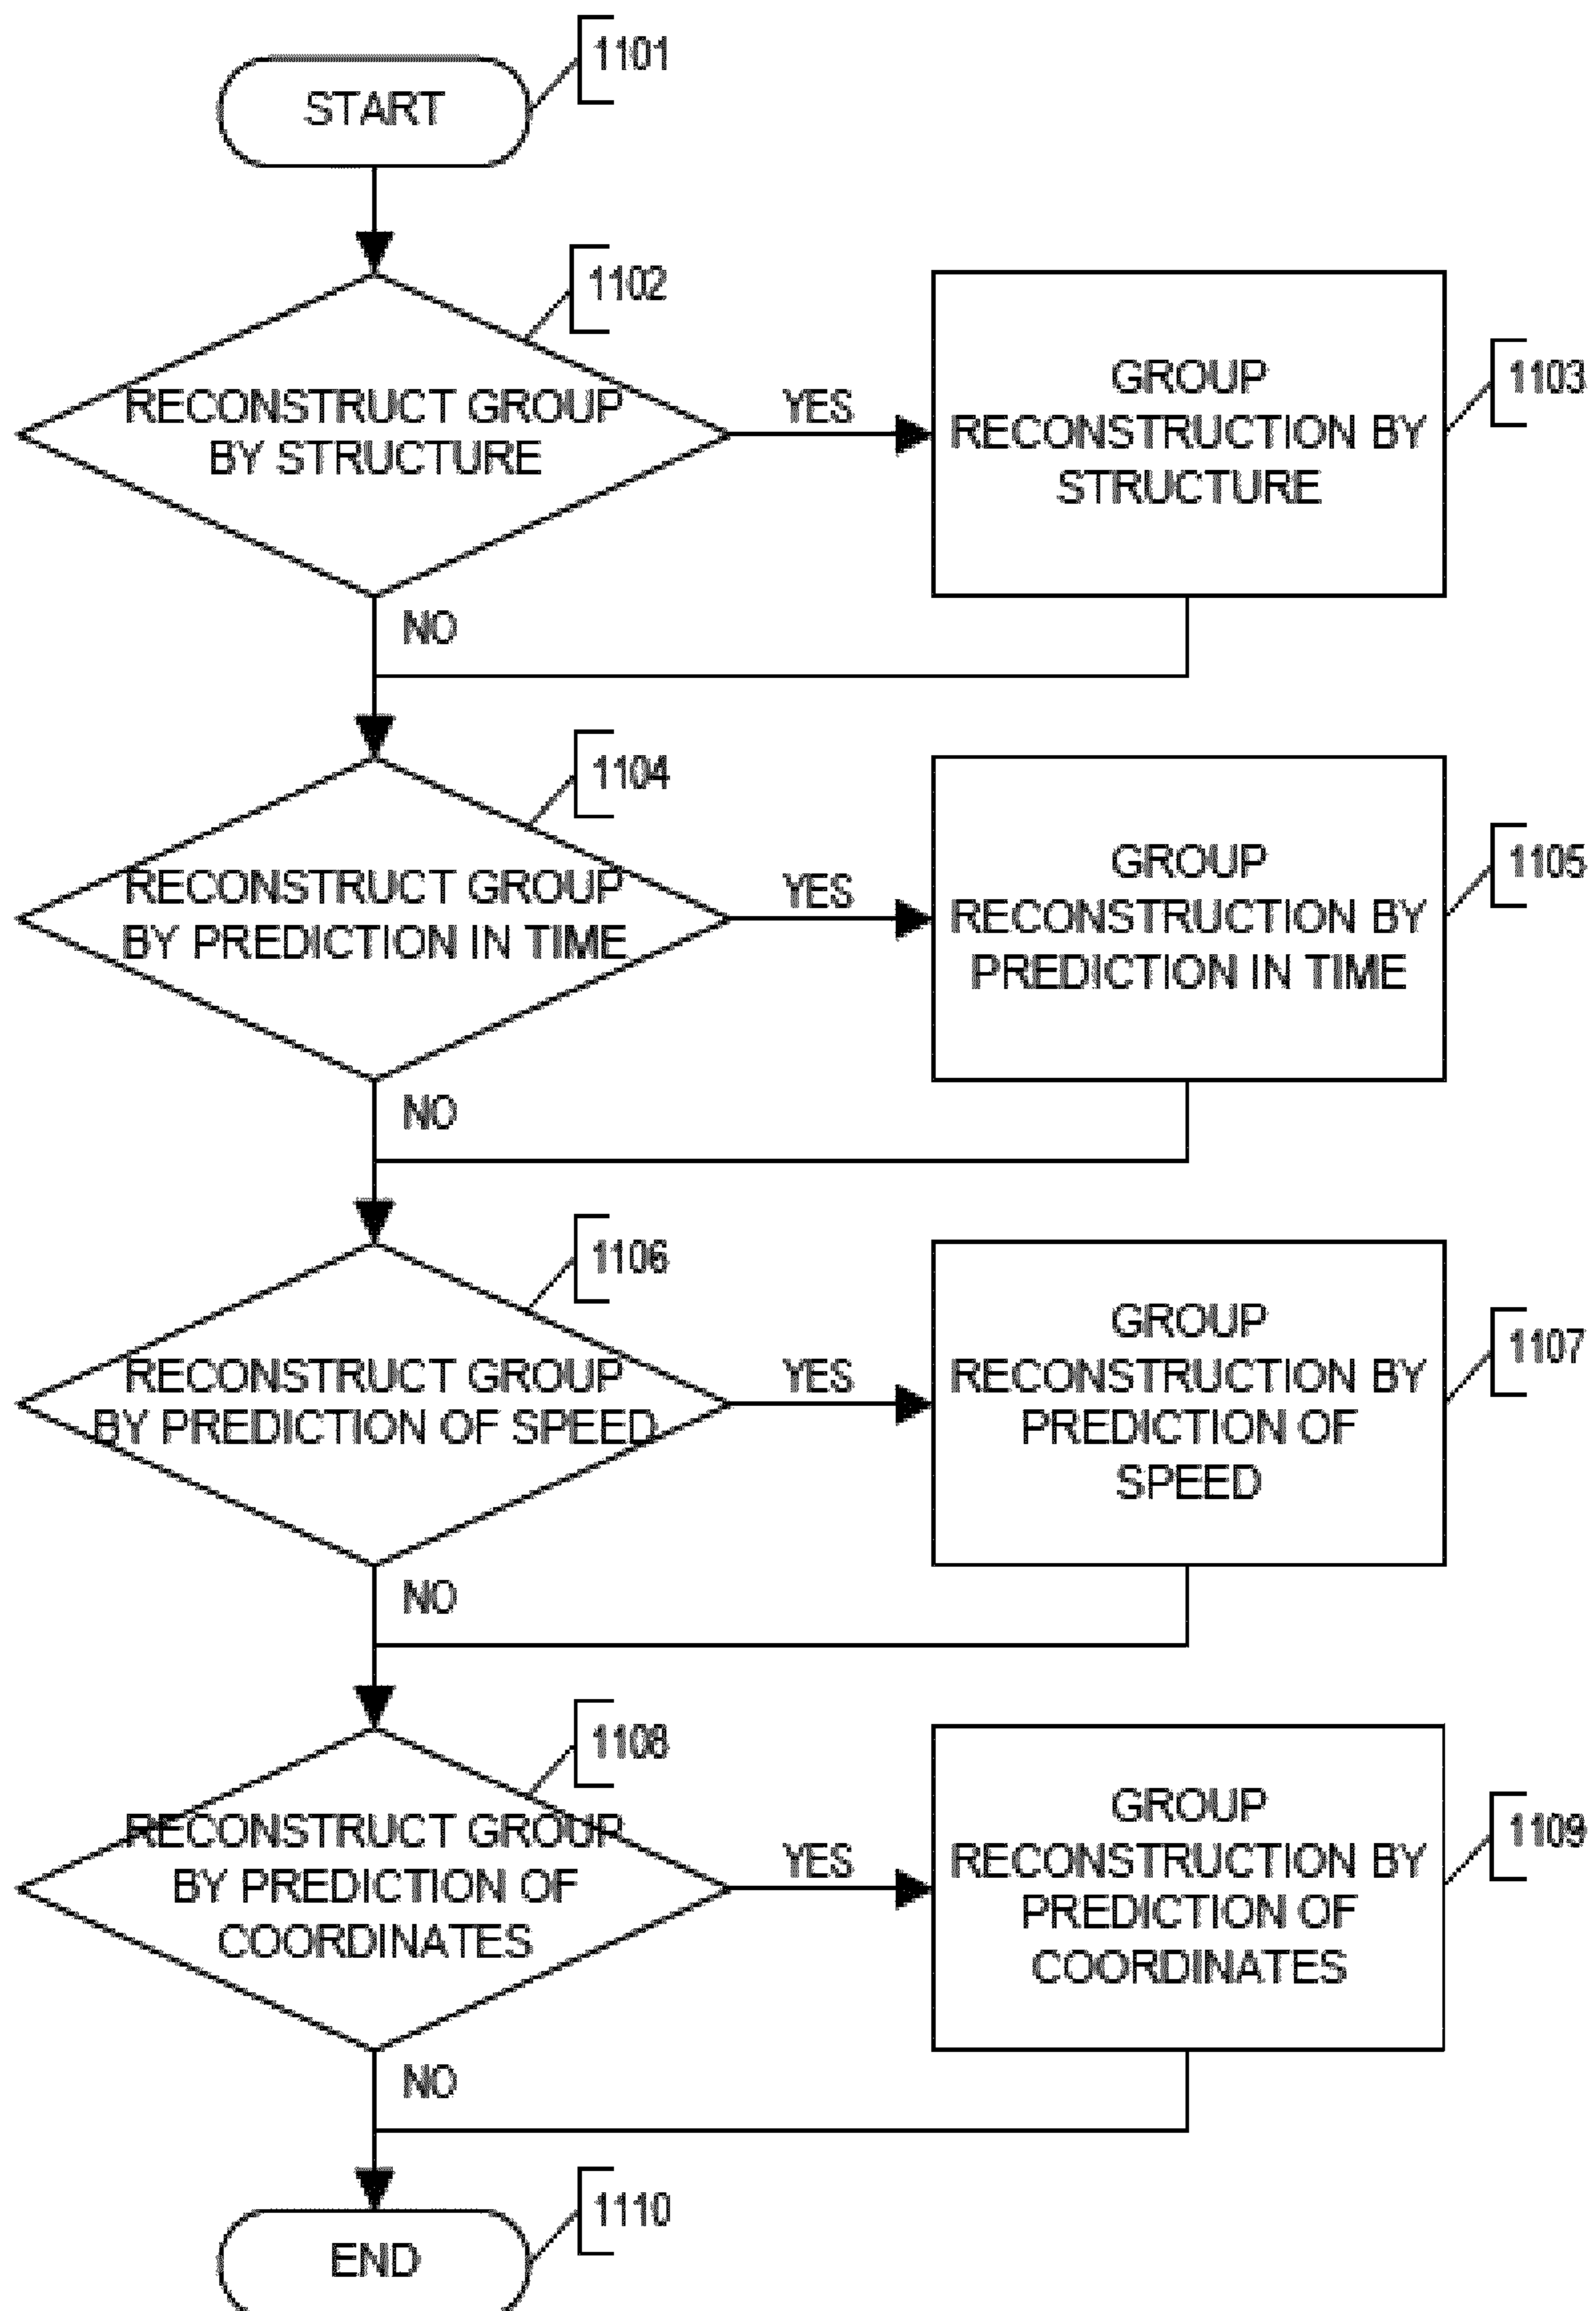 START
1101
1102
RECONSTRUCT GROUP
BY STRUCTURE
YES
GROUP
RECONSTRUCTION BY
STRUCTURE
1103
NO
1104
RECONSTRUCT GROUP
BY PREDICTION IN TIME
YES
GROUP
RECONSTRUCTION BY
PREDICTION IN TIME
1105
NO
1106
RECONSTRUCT GROUP
BY PREDICTION OF SPEED
YES
GROUP
RECONSTRUCTION BY
PREDICTION OF
SPEED
1107
NO
1108
RECONSTRUCT GROUP
BY PREDICTION OF
COORDINATES
YES
GROUP
RECONSTRUCTION BY
PREDICTION OF
COORDINATES
1109
NO
1110
END